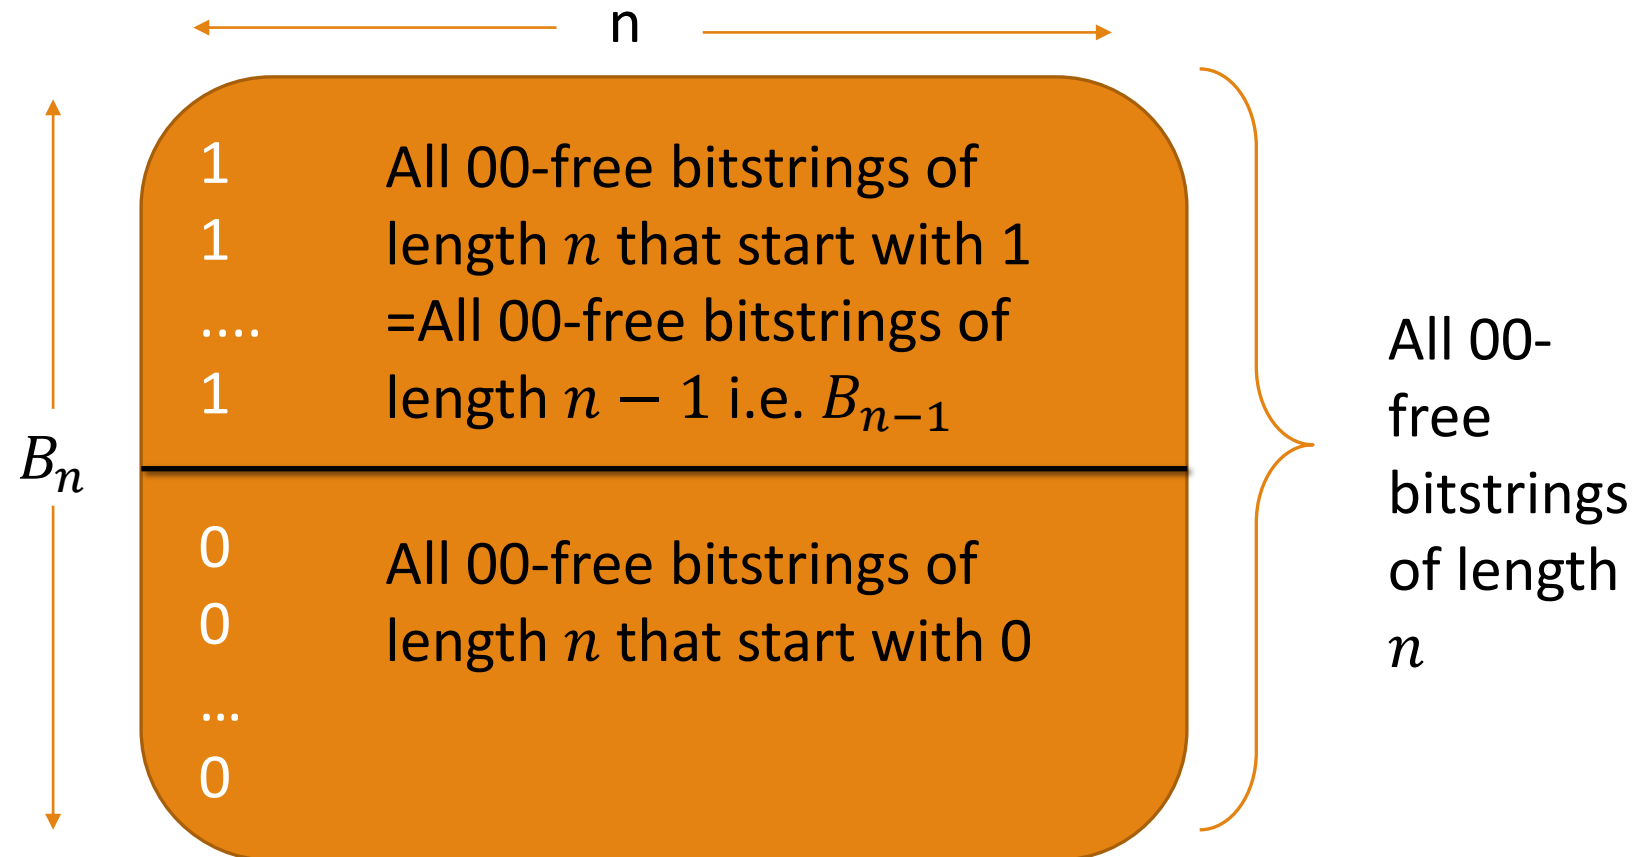 n
1
1
....
1
All 00-free bitstrings of
length 𝑛 that start with 1
=All 00-free bitstrings of
length 𝑛 − 1 i.e. 𝐵ₙ₋₁
𝐵ₙ
0
0
...
0
All 00-free bitstrings of
length 𝑛 that start with 0
All 00-
free
bitstrings
of length
𝑛